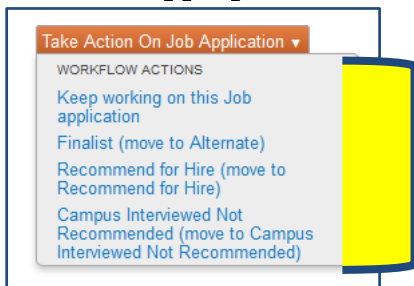 Take Action On Job Application ▾
WORKFLOW ACTIONS
Keep working on this Job
application
Finalist (move to Alternate)
Recommend for Hire (move to
Recommend for Hire)
Campus Interviewed Not
Recommended (move to Campus
Interviewed Not Recommended)